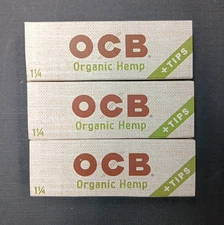 OCB
Organic Hemp
1¼
+ TIPS
OCB
Organic Hemp
1¼
+ TIPS
OCB
Organic Hemp
1¼
+ TIPS